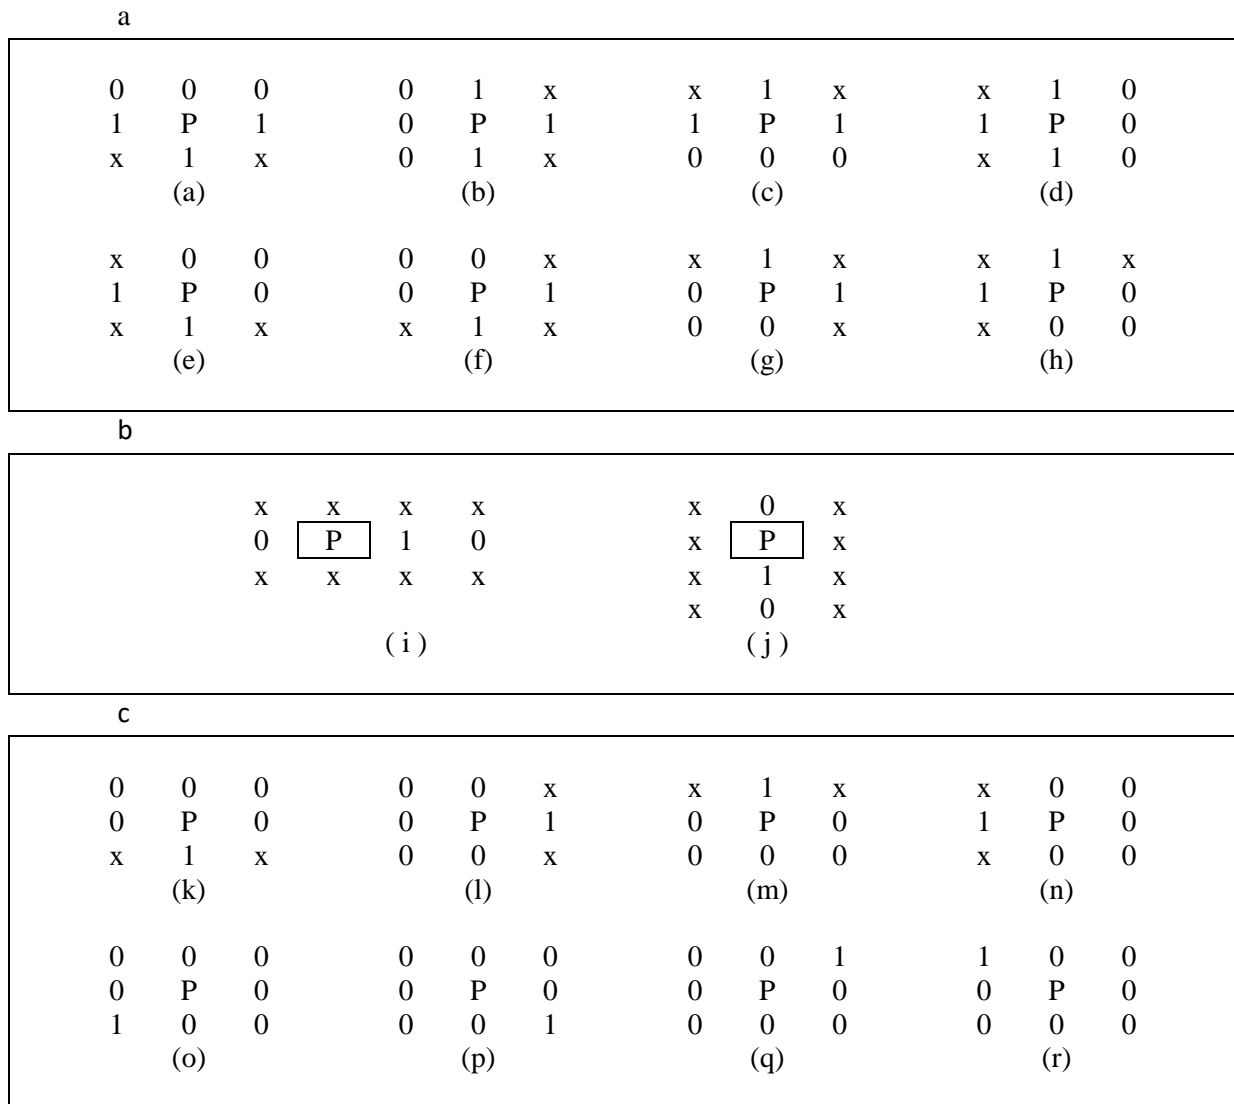 a
0 0 0 0 1 x x 1 x x 1 0
1 P 1 0 P 1 1 P 1 1 P 0
x 1 x 0 1 x 0 0 0 x 1 0
(a) (b) (c) (d)
x 0 0 0 0 x x 1 x x 1 x
1 P 0 0 P 1 0 P 1 1 P 0
x 1 x x 1 x 0 0 x x 0 0
(e) (f) (g) (h)
b
x x x x x 0 x
0 P 1 0 x P x
x x x x x 1 x
x 0 x
( i ) ( j )
c
0 0 0 0 0 x x 1 x x 0 0
0 P 0 0 P 1 0 P 0 1 P 0
x 1 x 0 0 x 0 0 0 x 0 0
(k) (l) (m) (n)
0 0 0 0 0 0 0 0 1 1 0 0
0 P 0 0 P 0 0 P 0 0 P 0
1 0 0 0 0 1 0 0 0 0 0 0
(o) (p) (q) (r)